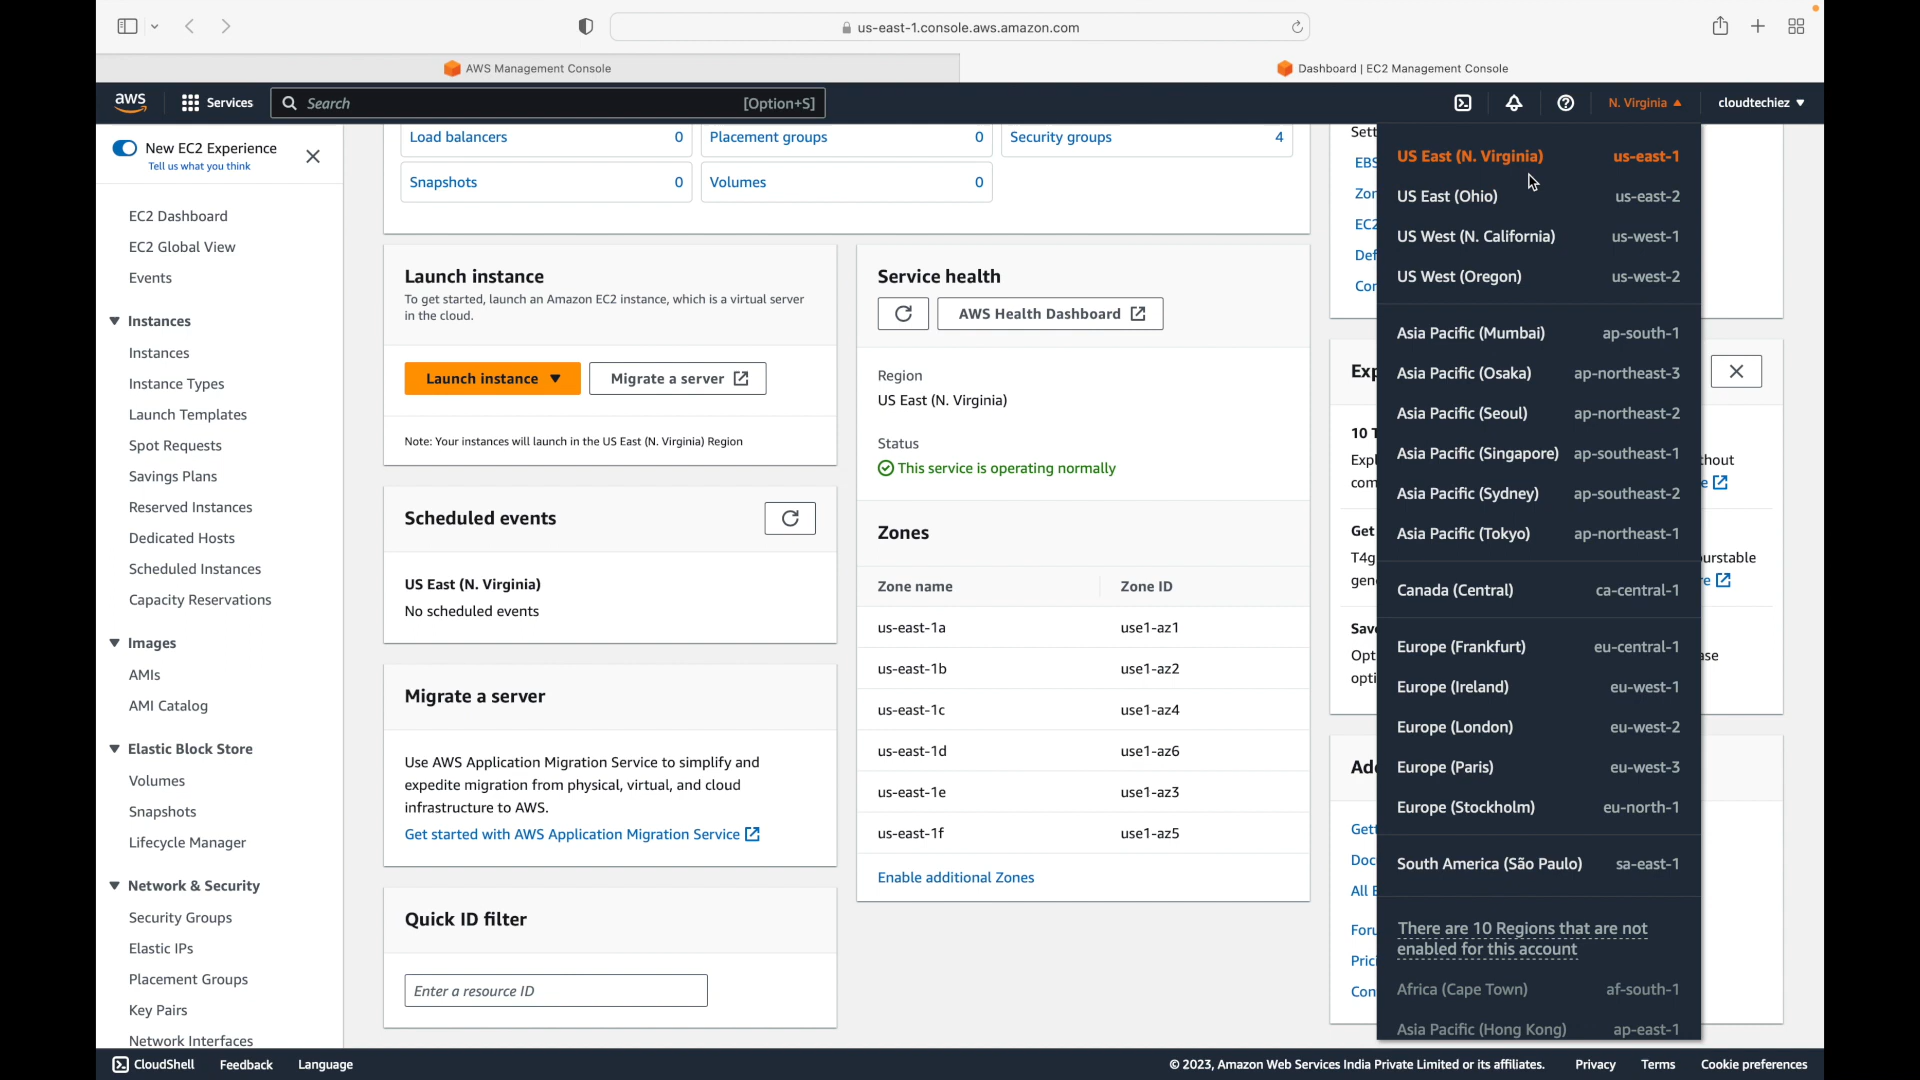 us-east-1.console.aws.amazon.com
AWS Management Console
Dashboard | EC2 Management Console
aws
Services
Search
[Option+S]
N. Virginia
cloudtechiez
New EC2 Experience
Tell us what you think
EC2 Dashboard
EC2 Global View
Events
Instances
Instances
Instance Types
Launch Templates
Spot Requests
Savings Plans
Reserved Instances
Dedicated Hosts
Scheduled Instances
Capacity Reservations
Images
AMIs
AMI Catalog
Elastic Block Store
Volumes
Snapshots
Lifecycle Manager
Network & Security
Security Groups
Elastic IPs
Placement Groups
Key Pairs
Network Interfaces
Load balancers 0
Placement groups 0
Security groups 4
Snapshots 0
Volumes 0
Launch instance
To get started, launch an Amazon EC2 instance, which is a virtual server
in the cloud.
Launch instance
Migrate a server
Note: Your instances will launch in the US East (N. Virginia) Region
Scheduled events
US East (N. Virginia)
No scheduled events
Migrate a server
Use AWS Application Migration Service to simplify and
expedite migration from physical, virtual, and cloud
infrastructure to AWS.
Get started with AWS Application Migration Service
Quick ID filter
Enter a resource ID
Service health
AWS Health Dashboard
Region
US East (N. Virginia)
Status
This service is operating normally
Zones
Zone name Zone ID
us-east-1a use1-az1
us-east-1b use1-az2
us-east-1c use1-az4
us-east-1d use1-az6
us-east-1e use1-az3
us-east-1f use1-az5
Enable additional Zones
US East (N. Virginia) us-east-1
US East (Ohio) us-east-2
US West (N. California) us-west-1
US West (Oregon) us-west-2
Asia Pacific (Mumbai) ap-south-1
Asia Pacific (Osaka) ap-northeast-3
Asia Pacific (Seoul) ap-northeast-2
Asia Pacific (Singapore) ap-southeast-1
Asia Pacific (Sydney) ap-southeast-2
Asia Pacific (Tokyo) ap-northeast-1
Canada (Central) ca-central-1
Europe (Frankfurt) eu-central-1
Europe (Ireland) eu-west-1
Europe (London) eu-west-2
Europe (Paris) eu-west-3
Europe (Stockholm) eu-north-1
South America (São Paulo) sa-east-1
There are 10 Regions that are not
enabled for this account
Africa (Cape Town) af-south-1
Asia Pacific (Hong Kong) ap-east-1
CloudShell
Feedback
Language
© 2023, Amazon Web Services India Private Limited or its affiliates.
Privacy
Terms
Cookie preferences